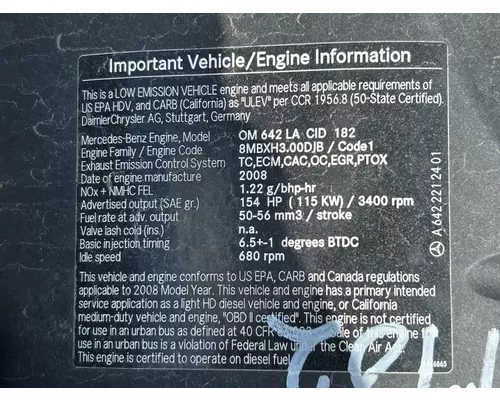 Important Vehicle/Engine Information
This is a LOW EMISSION VEHICLE engine and meets all applicable requirements of
US EPA HDV, and CARB (California) as "ULEV" per CCR 1956.8 (50-State Certified).
DaimlerChrysler AG, Stuttgart, Germany
Mercedes-Benz Engine, Model OM 642 LA CID 182
Engine Family / Engine Code 8MBXH3.00DJB / Code1
Exhaust Emission Control System TC,ECM,CAC,OC,EGR,PTOX
Date of engine manufacture 2008
NOx + NMHC FEL 1.22 g/bhp-hr
Advertised output (SAE gr.) 154 HP ( 115 KW) / 3400 rpm
Fuel rate at adv. output 50-56 mm3 / stroke
Valve lash cold (ins.) n.a.
Basic injection timing 6.5+-1 degrees BTDC
Idle speed 680 rpm
This vehicle conforms to US EPA, CARB and Canada regulations
applicable to 2008 Model Year. This engine has a primary intended
service application as a light HD diesel vehicle engine, or California
medium-duty vehicle engine, "OBD II certified". This engine is not certified
for use in an urban bus as defined at 40 CFR sale of this engine for
use in an urban bus is a violation of Federal Law under the Clean Air Act.
This engine is certified to operate on diesel fuel.
A 642 221 24 01